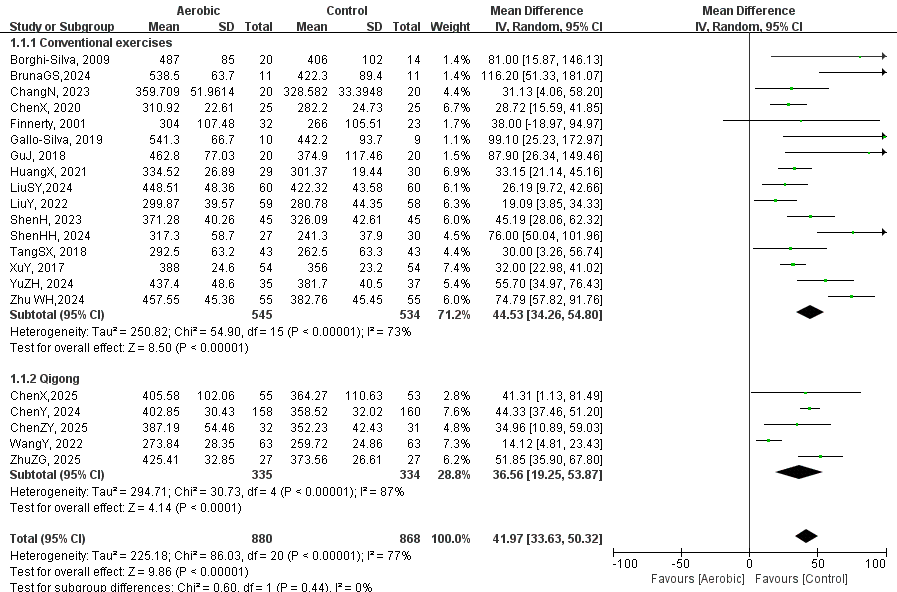 Aerobic Control Mean Difference Mean Difference
Study or Subgroup Mean SD Total Mean SD Total Weight IV, Random, 95% CI IV, Random, 95% CI
1.1.1 Conventional exercises
Borghi-Silva, 2009 487 85 20 406 102 14 1.4% 81.00 [15.87, 146.13]
BrunaGS,2024 538.5 63.7 11 422.3 89.4 11 1.4% 116.20 [51.33, 181.07]
ChangN, 2023 359.709 51.9614 20 328.582 33.3948 20 4.4% 31.13 [4.06, 58.20]
ChenX, 2020 310.92 22.61 25 282.2 24.73 25 6.7% 28.72 [15.59, 41.85]
Finnerty, 2001 304 107.48 32 266 105.51 23 1.7% 38.00 [-18.97, 94.97]
Gallo-Silva, 2019 541.3 66.7 10 442.2 93.7 9 1.1% 99.10 [25.23, 172.97]
GuJ, 2018 462.8 77.03 20 374.9 117.46 20 1.5% 87.90 [26.34, 149.46]
HuangX, 2021 334.52 26.89 29 301.37 19.44 30 6.9% 33.15 [21.14, 45.16]
LiuSY,2024 448.51 48.36 60 422.32 43.58 60 6.1% 26.19 [9.72, 42.66]
LiuY, 2022 299.87 39.57 59 280.78 44.35 58 6.3% 19.09 [3.85, 34.33]
ShenH, 2023 371.28 40.26 45 326.09 42.61 45 6.0% 45.19 [28.06, 62.32]
ShenHH, 2024 317.3 58.7 27 241.3 37.9 30 4.5% 76.00 [50.04, 101.96]
TangSX, 2018 292.5 63.2 43 262.5 63.3 43 4.4% 30.00 [3.26, 56.74]
XuY, 2017 388 24.6 54 356 23.2 54 7.4% 32.00 [22.98, 41.02]
YuZH, 2024 437.4 48.6 35 381.7 40.5 37 5.4% 55.70 [34.97, 76.43]
Zhu WH,2024 457.55 45.36 55 382.76 45.45 55 6.0% 74.79 [57.82, 91.76]
Subtotal (95% CI) 545 534 71.2% 44.53 [34.26, 54.80]
Heterogeneity: Tau² = 250.82; Chi² = 54.90, df = 15 (P < 0.00001); I² = 73%
Test for overall effect: Z = 8.50 (P < 0.00001)
1.1.2 Qigong
ChenX,2025 405.58 102.06 55 364.27 110.63 53 2.8% 41.31 [1.13, 81.49]
ChenY, 2024 402.85 30.43 158 358.52 32.02 160 7.6% 44.33 [37.46, 51.20]
ChenZY, 2025 387.19 54.46 32 352.23 42.43 31 4.8% 34.96 [10.89, 59.03]
WangY, 2022 273.84 28.35 63 259.72 24.86 63 7.3% 14.12 [4.81, 23.43]
ZhuZG, 2025 425.41 32.85 27 373.56 26.61 27 6.2% 51.85 [35.90, 67.80]
Subtotal (95% CI) 335 334 28.8% 36.56 [19.25, 53.87]
Heterogeneity: Tau² = 294.71; Chi² = 30.73, df = 4 (P < 0.00001); I² = 87%
Test for overall effect: Z = 4.14 (P < 0.0001)
Total (95% CI) 880 868 100.0% 41.97 [33.63, 50.32]
Heterogeneity: Tau² = 225.18; Chi² = 86.03, df = 20 (P < 0.00001); I² = 77%
Test for overall effect: Z = 9.86 (P < 0.00001)
Test for subgroup differences: Chi² = 0.60, df = 1 (P = 0.44), I² = 0%
-100 -50 0 50 100
Favours [Aerobic] Favours [Control]